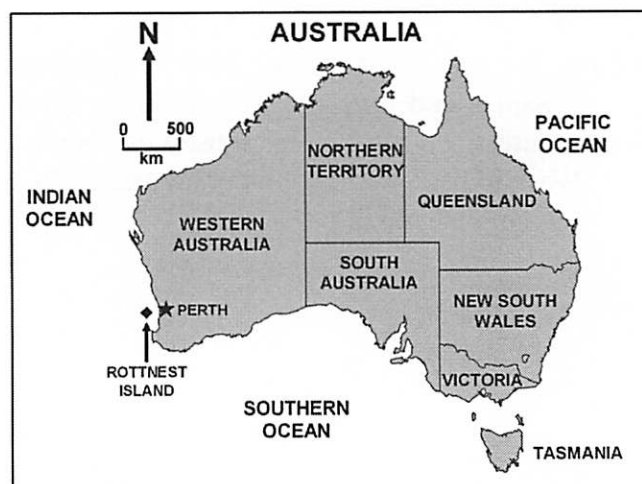 AUSTRALIA
N
0 500
km
PACIFIC
OCEAN
NORTHERN
TERRITORY
INDIAN
OCEAN
QUEENSLAND
WESTERN
AUSTRALIA
SOUTH
AUSTRALIA
NEW SOUTH
WALES
PERTH
ROTTNEST
ISLAND
VICTORIA
SOUTHERN
OCEAN
TASMANIA